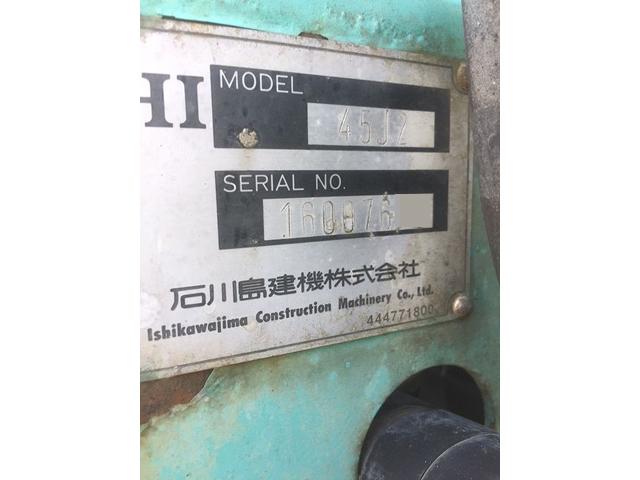 HI
MODEL
45J2
SERIAL NO.
石川島建機株式会社
Ishikawajima Construction Machinery Co., Ltd.
444771800